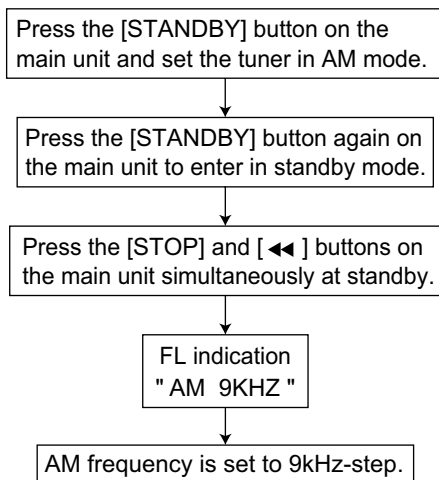 Press the [STANDBY] button on the
main unit and set the tuner in AM mode.
Press the [STANDBY] button again on
the main unit to enter in standby mode.
Press the [STOP] and [ ◀◀ ] buttons on
the main unit simultaneously at standby.
FL indication
" AM 9KHZ "
AM frequency is set to 9kHz-step.